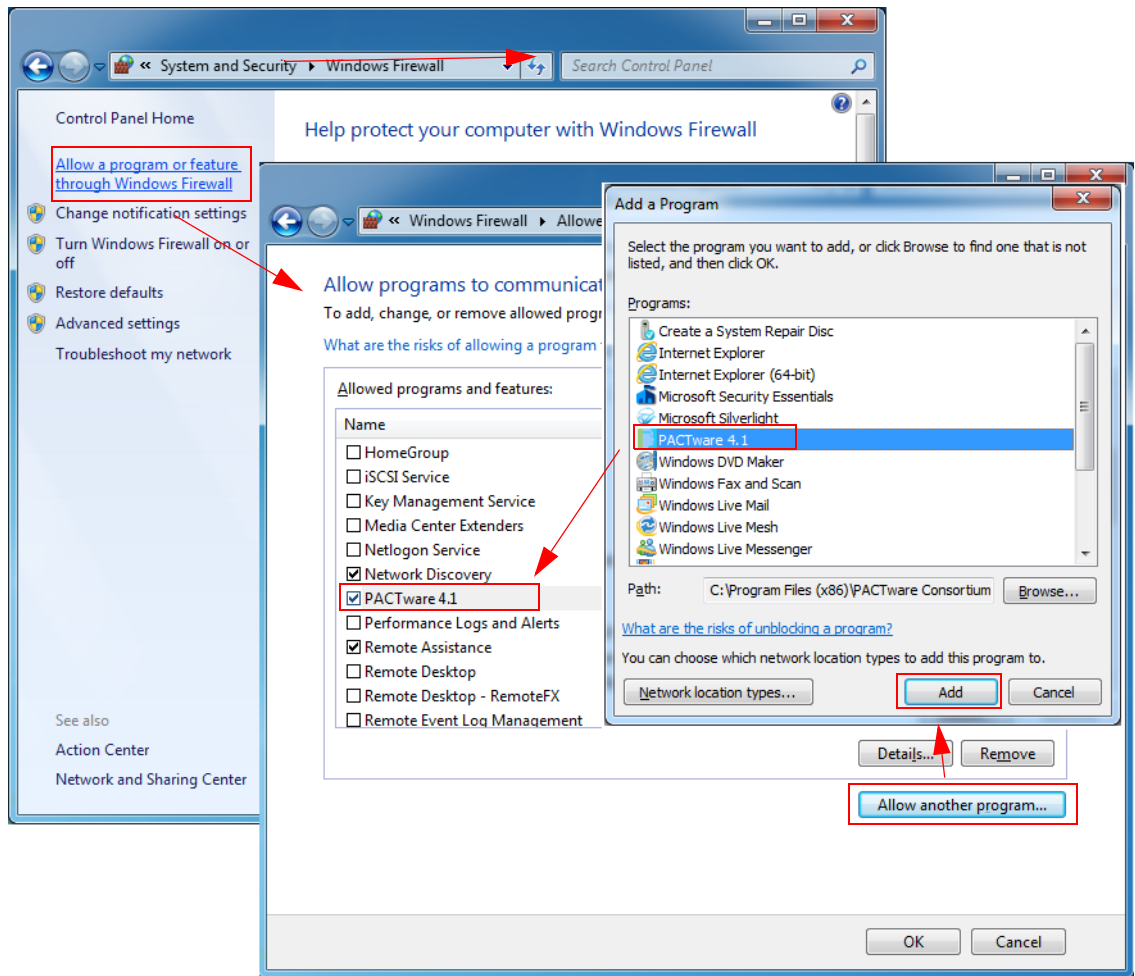 « System and Security ▸ Windows Firewall
Search Control Panel
Control Panel Home
Allow a program or feature
through Windows Firewall
Change notification settings
Turn Windows Firewall on or
off
Restore defaults
Advanced settings
Troubleshoot my network
See also
Action Center
Network and Sharing Center
Help protect your computer with Windows Firewall
« Windows Firewall ▸ Allowe
Allow programs to communicat
To add, change, or remove allowed progr
What are the risks of allowing a program
Allowed programs and features:
Name
HomeGroup
iSCSI Service
Key Management Service
Media Center Extenders
Netlogon Service
Network Discovery
PACTware 4.1
Performance Logs and Alerts
Remote Assistance
Remote Desktop
Remote Desktop - RemoteFX
Remote Event Log Management
Details...
Remove
Allow another program...
OK
Cancel
Add a Program
Select the program you want to add, or click Browse to find one that is not
listed, and then click OK.
Programs:
Create a System Repair Disc
Internet Explorer
Internet Explorer (64-bit)
Microsoft Security Essentials
Microsoft Silverlight
PACTware 4.1
Windows DVD Maker
Windows Fax and Scan
Windows Live Mail
Windows Live Mesh
Windows Live Messenger
Path:
C:\Program Files (x86)\PACTware Consortium
Browse...
What are the risks of unblocking a program?
You can choose which network location types to add this program to.
Network location types...
Add
Cancel